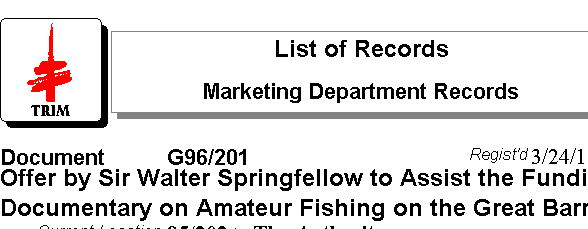 TRIM
List of Records
Marketing Department Records
Document G96/201 Regist'd 3/24/1
Offer by Sir Walter Springfellow to Assist the Fundi
Documentary on Amateur Fishing on the Great Barr